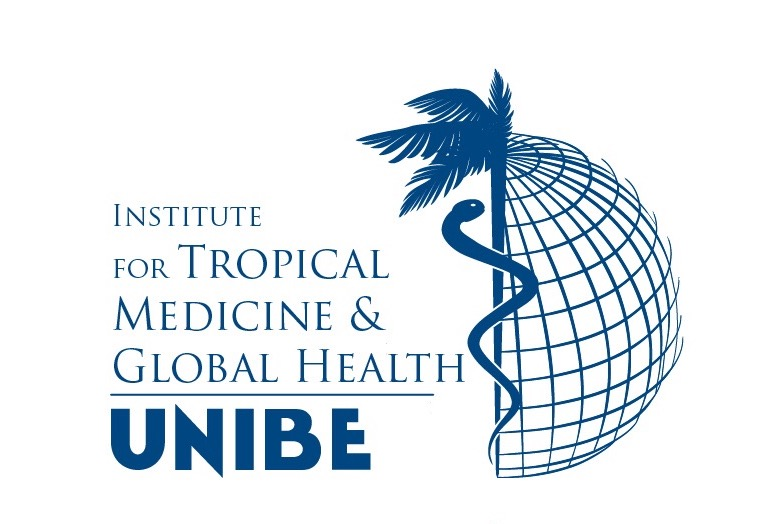 INSTITUTE
FOR TROPICAL
MEDICINE &
GLOBAL HEALTH
UNIBE